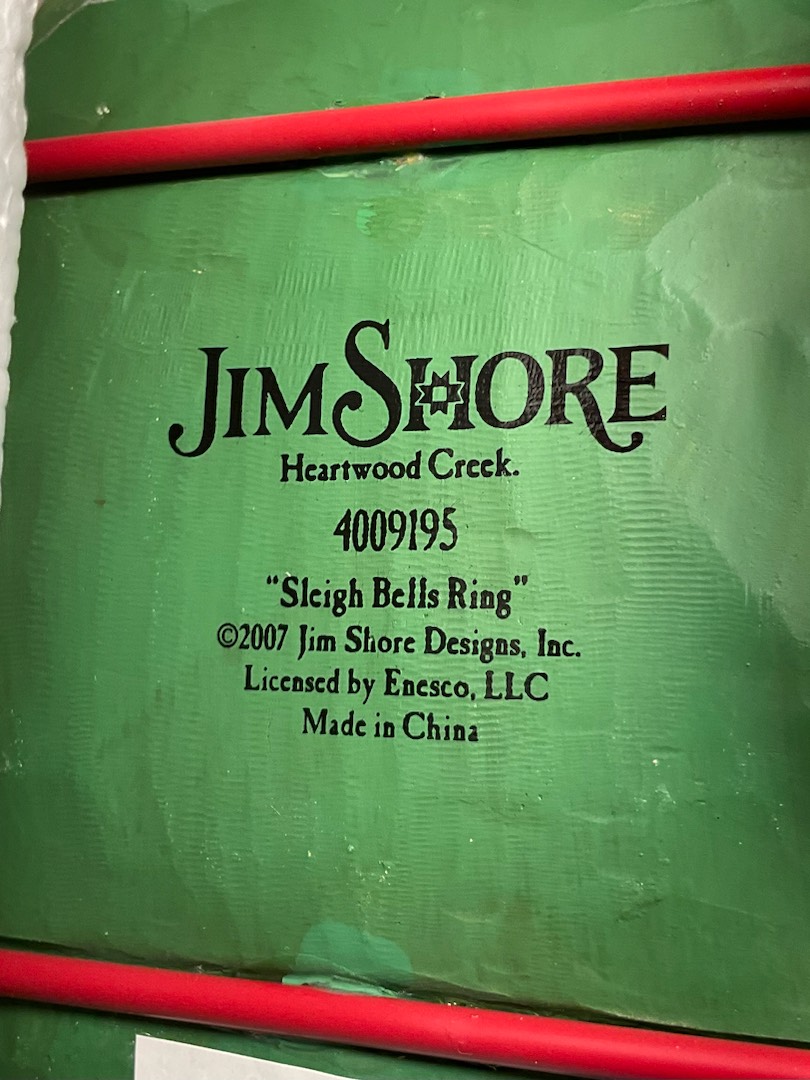 JIM SHORE
Heartwood Creek.
4009195
"Sleigh Bells Ring"
©2007 Jim Shore Designs, Inc.
Licensed by Enesco, LLC
Made in China